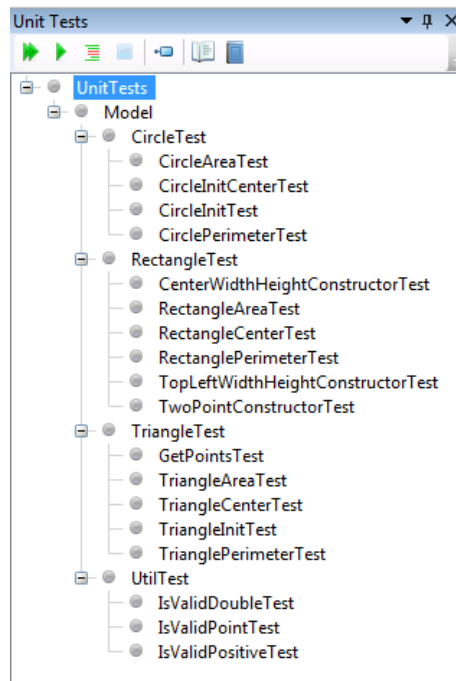 Unit Tests
UnitTests
Model
CircleTest
CircleAreaTest
CircleInitCenterTest
CircleInitTest
CirclePerimeterTest
RectangleTest
CenterWidthHeightConstructorTest
RectangleAreaTest
RectangleCenterTest
RectanglePerimeterTest
TopLeftWidthHeightConstructorTest
TwoPointConstructorTest
TriangleTest
GetPointsTest
TriangleAreaTest
TriangleCenterTest
TriangleInitTest
TrianglePerimeterTest
UtilTest
IsValidDoubleTest
IsValidPointTest
IsValidPositiveTest